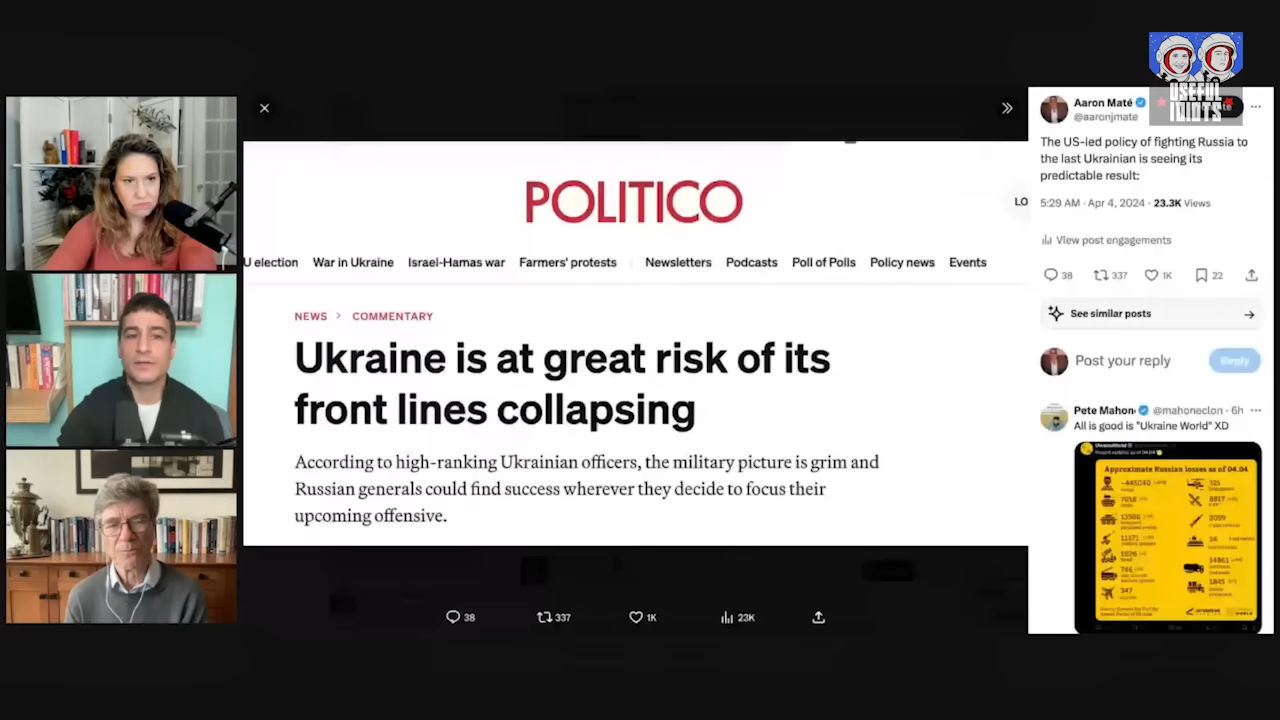 USEFUL
IDIOTS
POLITICO
U election War in Ukraine Israel-Hamas war Farmers' protests Newsletters Podcasts Poll of Polls Policy news Events
LO
NEWS > COMMENTARY
Ukraine is at great risk of its
front lines collapsing
According to high-ranking Ukrainian officers, the military picture is grim and
Russian generals could find success wherever they decide to focus their
upcoming offensive.
38 337 1K 23K
Aaron Maté
@aaronjmate
The US-led policy of fighting Russia to
the last Ukrainian is seeing its
predictable result:
5:29 AM · Apr 4, 2024 · 23.3K Views
View post engagements
38 337 1K 22
See similar posts
Post your reply Reply
Pete Mahon @mahoneclon · 6h
All is good is "Ukraine World" XD
Approximate Russian losses as of 04.04